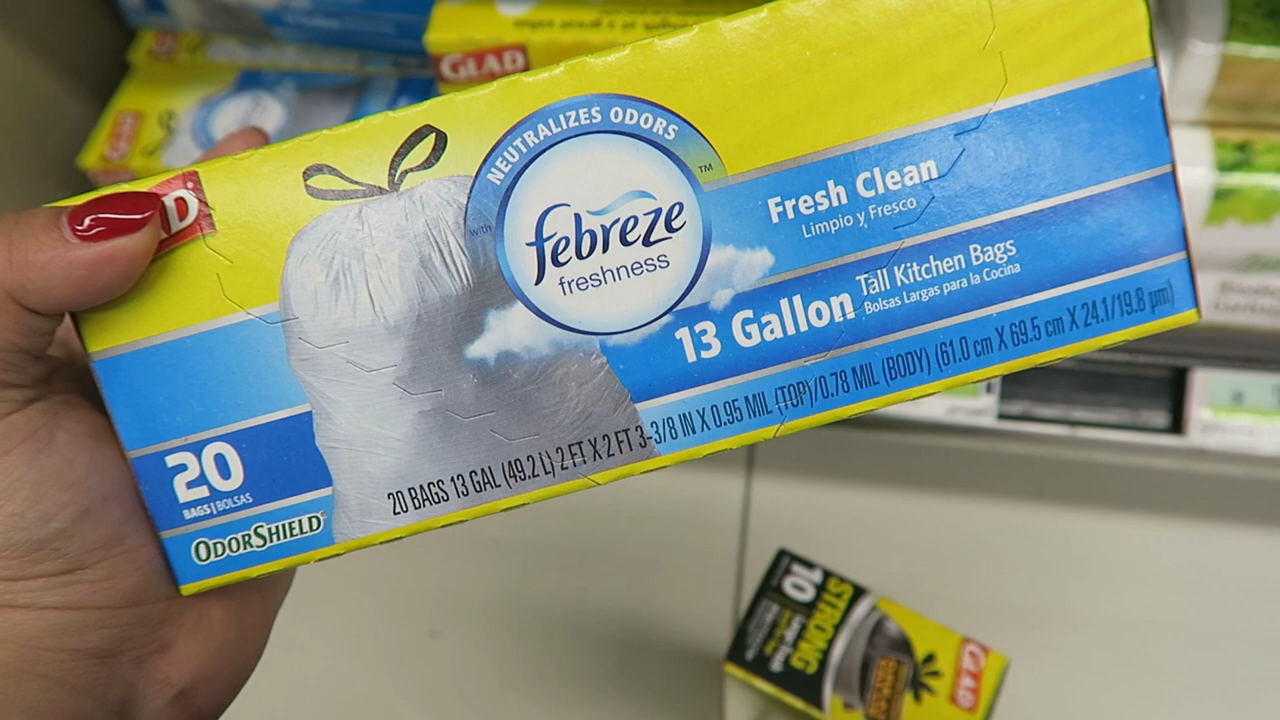 GLAD
D®
NEUTRALIZES ODORS
with
febreze™
freshness
Fresh Clean
Limpio y Fresco
13 Gallon
Tall Kitchen Bags
Bolsas Largas para la Cocina
20
BAGS | BOLSAS
ODORSHIELD®
20 BAGS 13 GAL (49.2 L) 2 FT X 2 FT 3-3/8 IN X 0.95 MIL (TOP)/0.78 MIL (BODY) (61.0 cm X 69.5 cm X 24.1/19.8 µm)
STRONG
10
GLAD